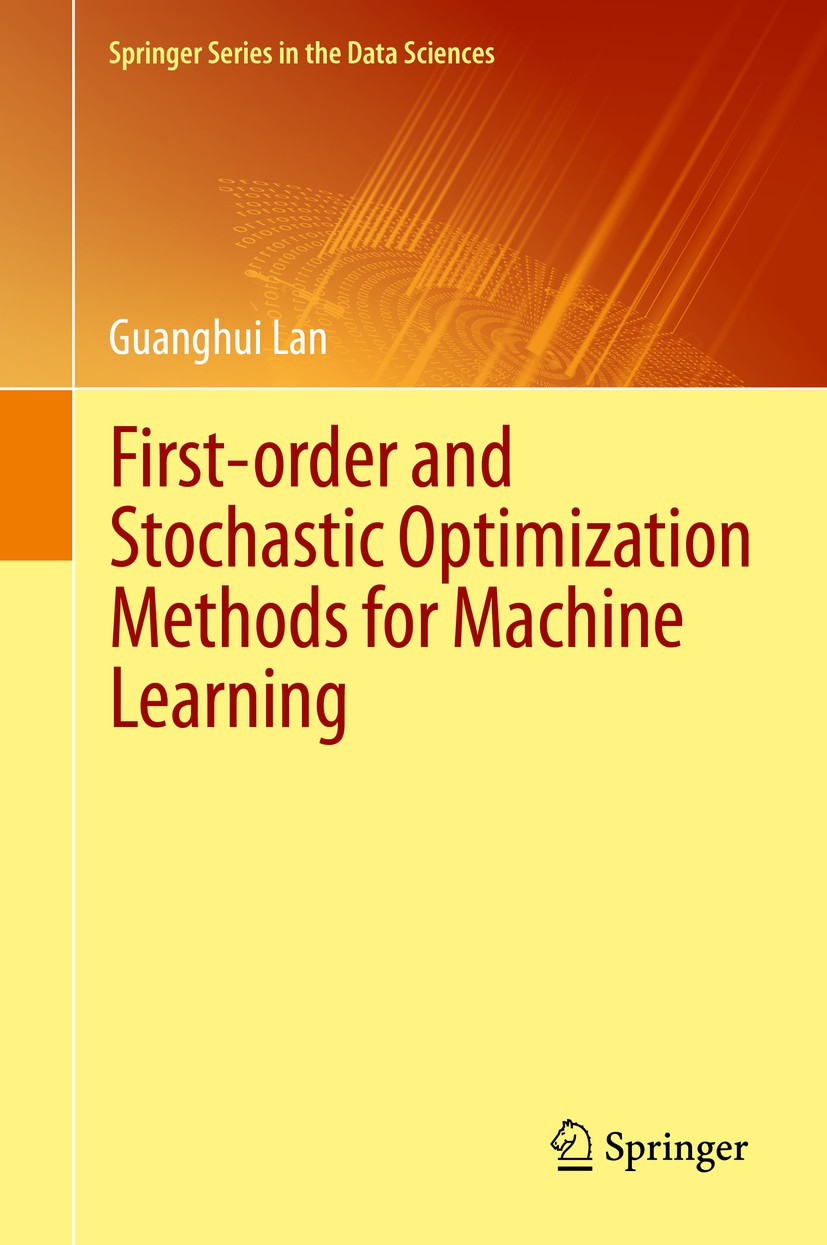 Springer Series in the Data Sciences
Guanghui Lan
First-order and
Stochastic Optimization
Methods for Machine
Learning
Springer